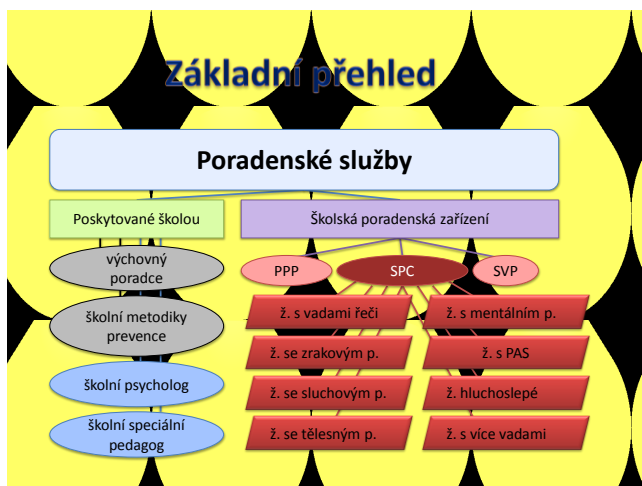 Základní přehled
Poradenské služby
Poskytované školou
Školská poradenská zařízení
výchovný
poradce
školní metodiky
prevence
školní psycholog
školní speciální
pedagog
PPP
SPC
SVP
ž. s vadami řeči
ž. s mentálním p.
ž. se zrakovým p.
ž. s PAS
ž. se sluchovým p.
ž. hluchoslepé
ž. se tělesným p.
ž. s více vadami